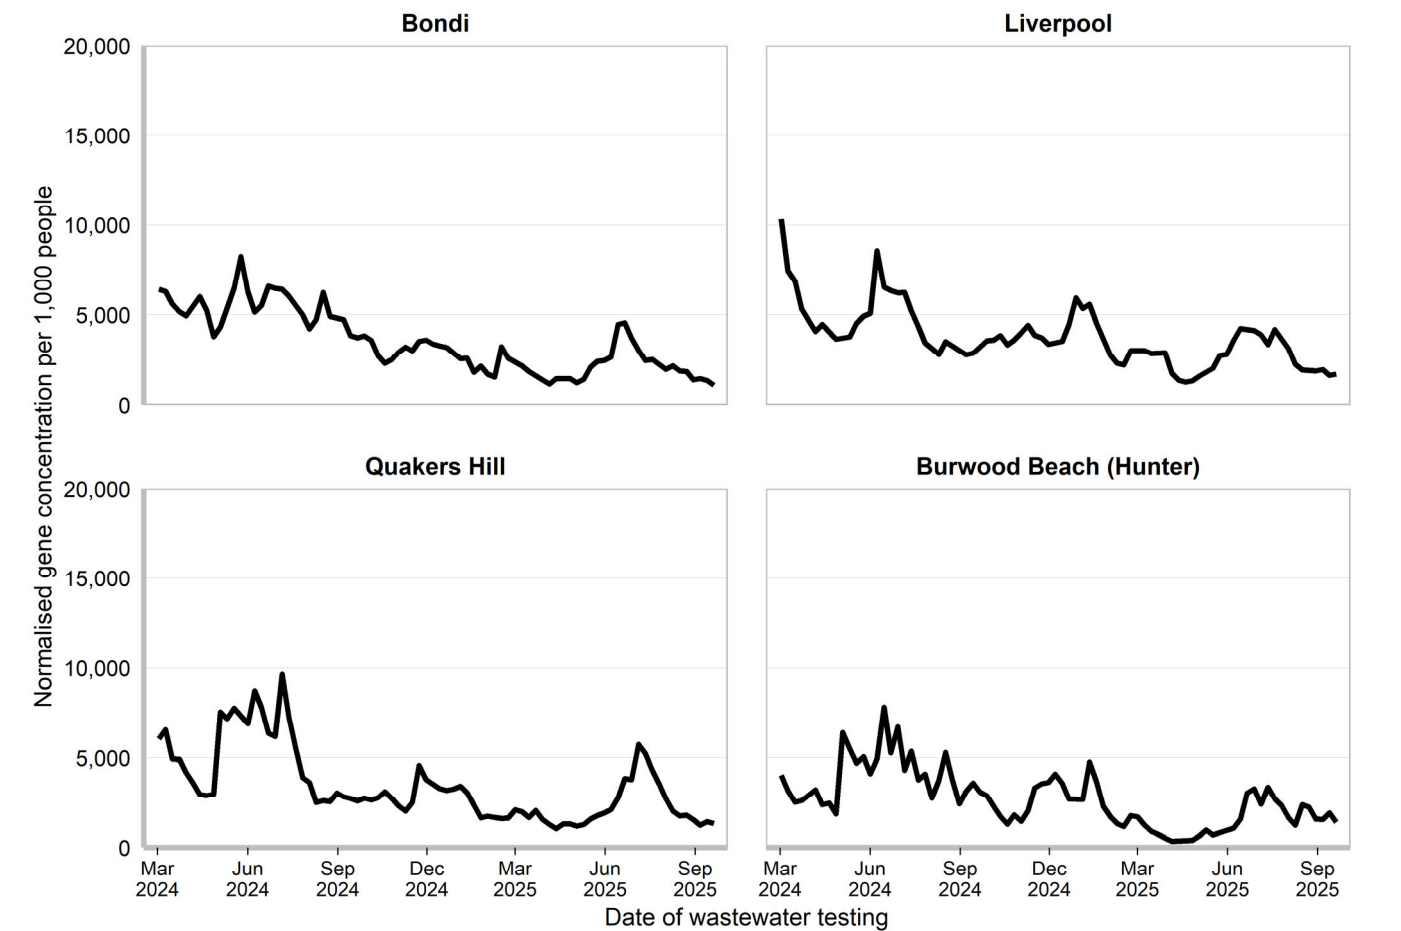 Bondi
Liverpool
20,000
15,000
10,000
5,000
0
Normalised gene concentration per 1,000 people
Quakers Hill
Burwood Beach (Hunter)
20,000
15,000
10,000
5,000
0
Mar Jun Sep Dec Mar Jun Sep
2024 2024 2024 2024 2025 2025 2025
Mar Jun Sep Dec Mar Jun Sep
2024 2024 2024 2024 2025 2025 2025
Date of wastewater testing